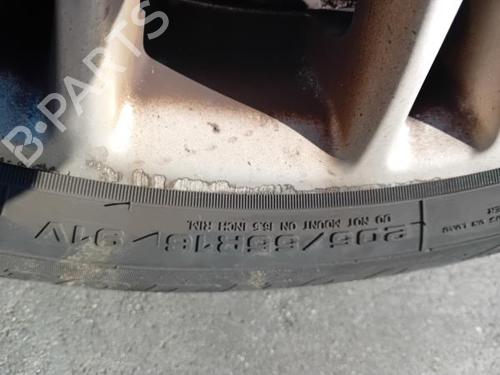 B-PARTS
DO NOT MOUNT ON 16.5 INCH RIM.
205/55R16 91V